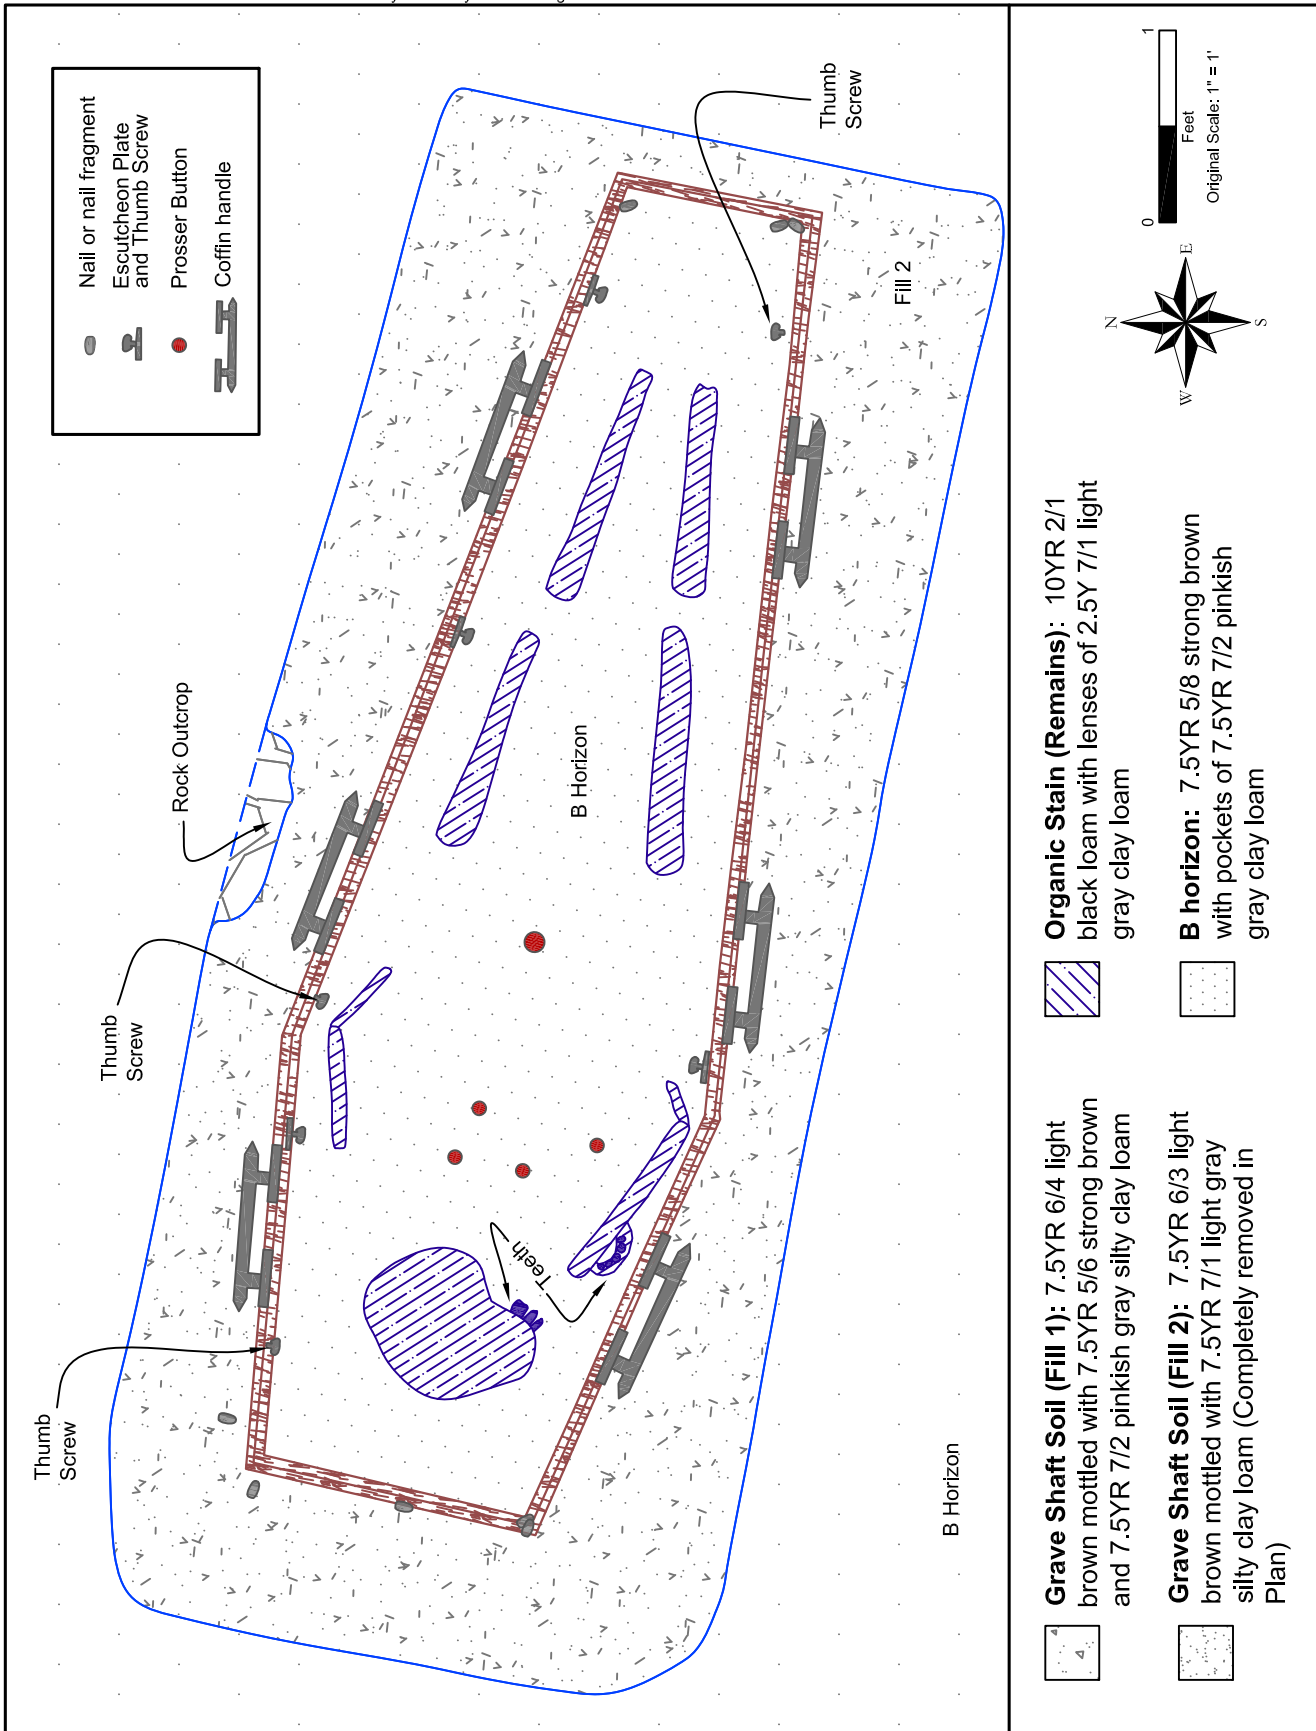 Nail or nail fragment
Escutcheon Plate
and Thumb Screw
Prosser Button
Coffin handle
Thumb
Screw
Thumb
Screw
Thumb
Screw
Rock Outcrop
Teeth
B Horizon
Fill 2
B Horizon
Grave Shaft Soil (Fill 1): 7.5YR 6/4 light
brown mottled with 7.5YR 5/6 strong brown
and 7.5YR 7/2 pinkish gray silty clay loam
Grave Shaft Soil (Fill 2): 7.5YR 6/3 light
brown mottled with 7.5YR 7/1 light gray
silty clay loam (Completely removed in
Plan)
Organic Stain (Remains): 10YR 2/1
black loam with lenses of 2.5Y 7/1 light
gray clay loam
B horizon: 7.5YR 5/8 strong brown
with pockets of 7.5YR 7/2 pinkish
gray clay loam
N
W
E
S
0
1
Feet
Original Scale: 1" = 1'